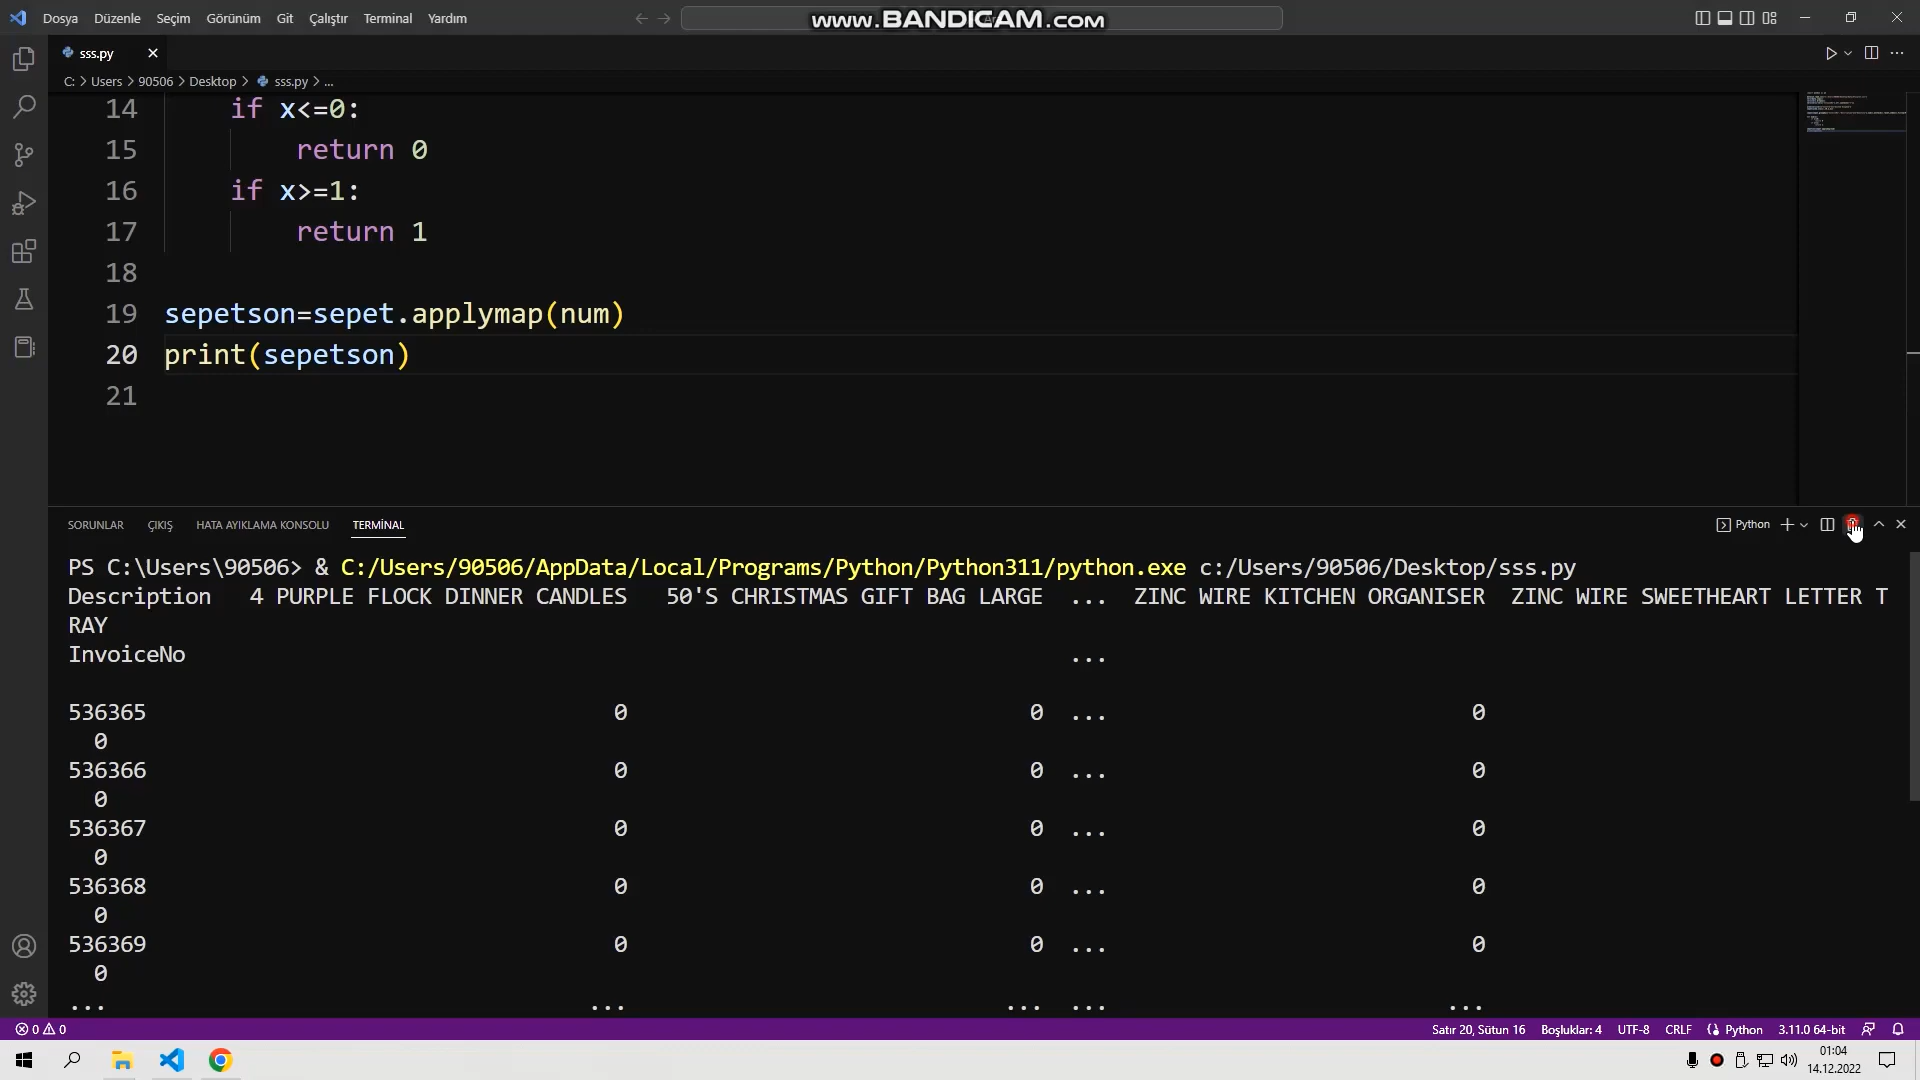 Dosya Düzenle Seçim Görünüm Git Çalıştır Terminal Yardım
www.BANDICAM.com
sss.py
C: > Users > 90506 > Desktop > sss.py > ...
14 if x<=0:
15 return 0
16 if x>=1:
17 return 1
18
19 sepetson=sepet.applymap(num)
20 print(sepetson)
21
SORUNLAR ÇIKIŞ HATA AYIKLAMA KONSOLU TERMİNAL
Python
PS C:\Users\90506> & C:/Users/90506/AppData/Local/Programs/Python/Python311/python.exe c:/Users/90506/Desktop/sss.py
Description 4 PURPLE FLOCK DINNER CANDLES 50'S CHRISTMAS GIFT BAG LARGE ... ZINC WIRE KITCHEN ORGANISER ZINC WIRE SWEETHEART LETTER T
RAY
InvoiceNo ...
536365 0 0 ... 0
0
536366 0 0 ... 0
0
536367 0 0 ... 0
0
536368 0 0 ... 0
0
536369 0 0 ... 0
0
... ... ... ... ...
0 0 Satır 20, Sütun 16 Boşluklar: 4 UTF-8 CRLF Python 3.11.0 64-bit
01:04
14.12.2022